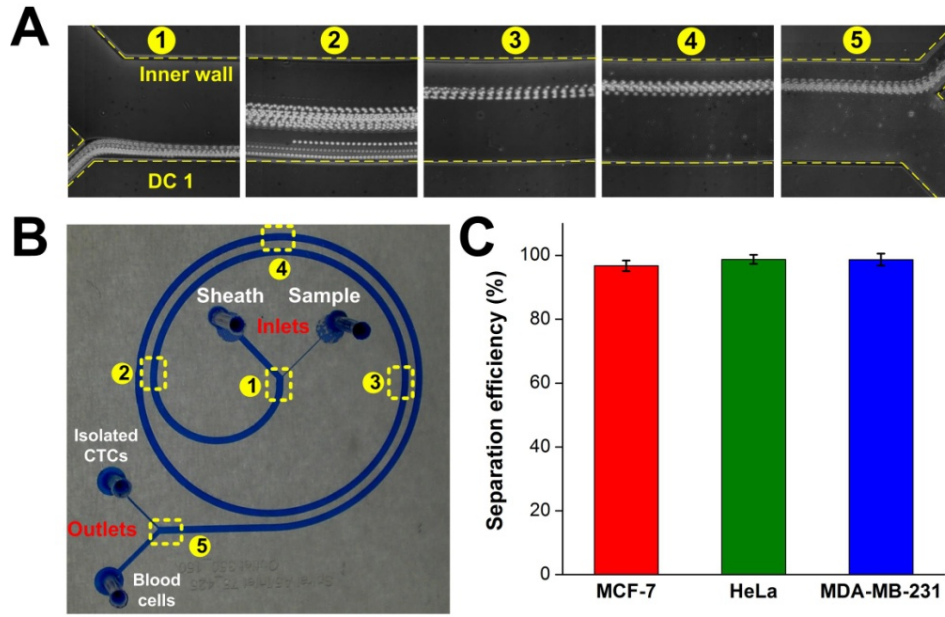 A
1
2
3
4
5
Inner wall
DC 1
B
4
Sheath
Sample
Inlets
2
1
3
Isolated
CTCs
Outlets
5
Blood
cells
C
Separation efficiency (%)
100
80
60
40
20
0
MCF-7
HeLa
MDA-MB-231